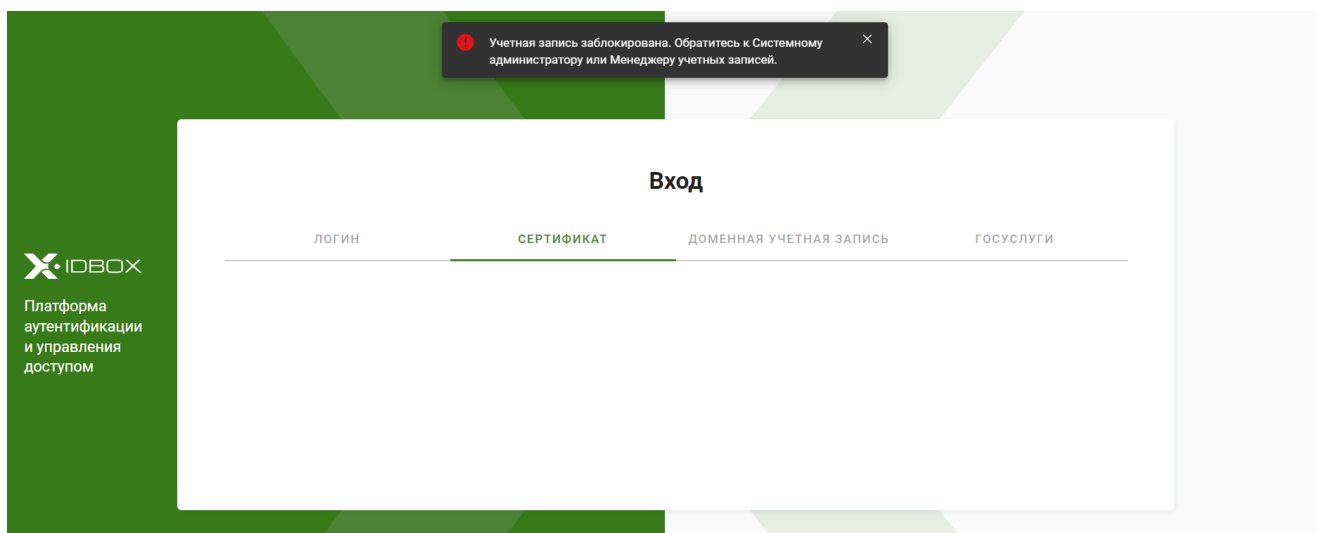 Учетная запись заблокирована. Обратитесь к Системному
администратору или Менеджеру учетных записей.
Вход
ЛОГИН
СЕРТИФИКАТ
ДОМЕННАЯ УЧЕТНАЯ ЗАПИСЬ
ГОСУСЛУГИ
IDBOX
Платформа
аутентификации
и управления
доступом